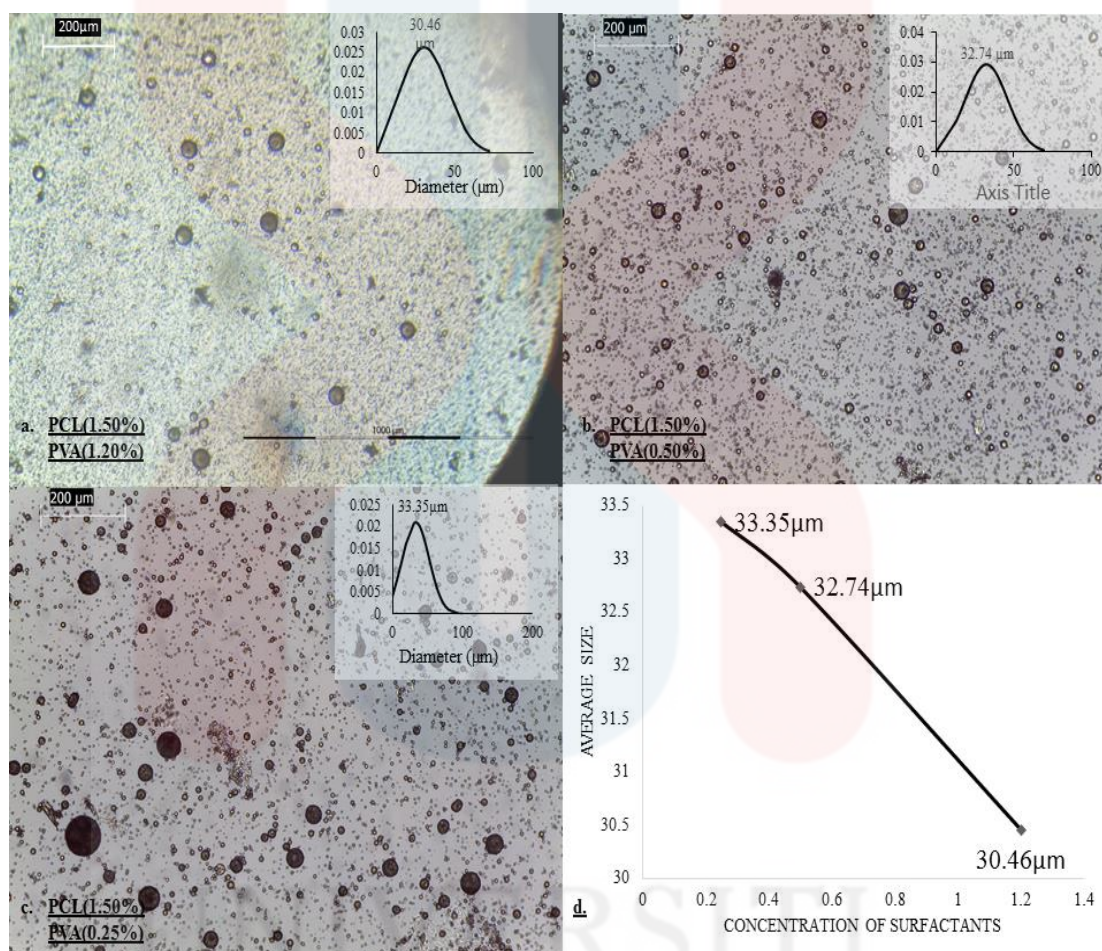 200µm
30.46
µm
0.03
0.025
0.02
0.015
0.01
0.005
0
0
50
100
Diameter (µm)
1000 µm
a. PCL(1.50%)
PVA(1.20%)
200 µm
32.74 µm
0.04
0.03
0.02
0.01
0
0
50
100
Axis Title
b. PCL(1.50%)
PVA(0.50%)
200 µm
33.35µm
0.025
0.02
0.015
0.01
0.005
0
0
100
200
Diameter (µm)
c. PCL(1.50%)
PVA(0.25%)
33.5
33
32.5
32
31.5
31
30.5
30
AVERAGE SIZE
33.35µm
32.74µm
30.46µm
d.
0 0.2 0.4 0.6 0.8 1 1.2 1.4
CONCENTRATION OF SURFACTANTS
UNIVERSITI